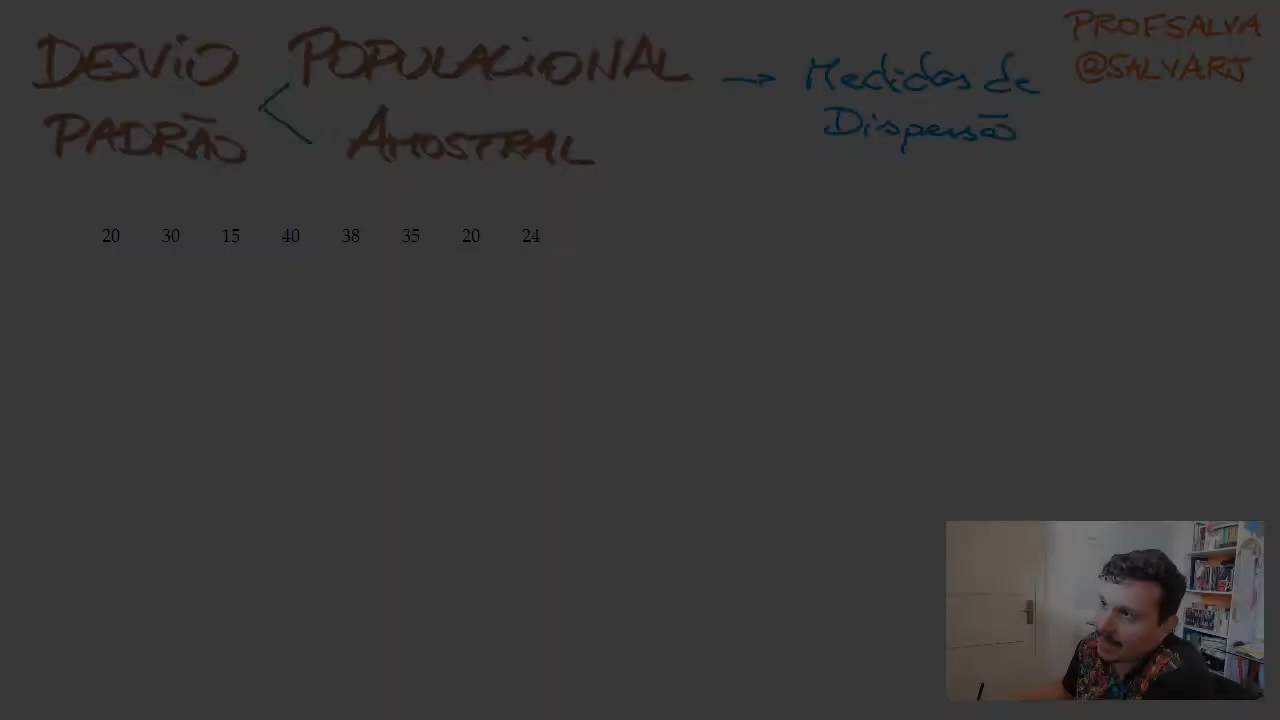 DESVIO POPULACIONAL → Medidas de
PADRÃO < AMOSTRAL Dispersão
PROFSALVA
@SALVARJ
20 30 15 40 38 35 20 24